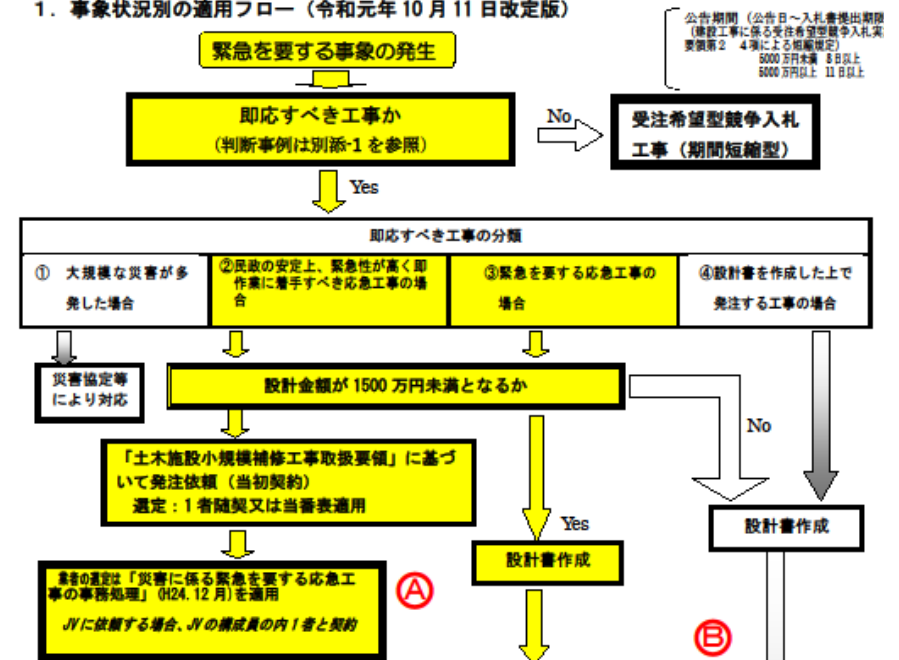 1．事象状況別の適用フロー（令和元年10月11日改定版）
公告期間（公告日～入札書提出期限
（建設工事に係る受注希望型競争入札実
要領第２ ４項による短縮規定）
5000万円未満 8日以上
5000万円以上 11日以上
緊急を要する事象の発生
即応すべき工事か
(判断事例は別添-1を参照)
No
受注希望型競争入札
工事（期間短縮型）
Yes
即応すべき工事の分類
① 大規模な災害が多
発した場合
②民政の安定上、緊急性が高く即
作業に着手すべき応急工事の場
合
③緊急を要する応急工事の
場合
④設計書を作成した上で
発注する工事の場合
災害協定等
により対応
設計金額が1500万円未満となるか
No
「土木施設小規模補修工事取扱要領」に基づ
いて発注依頼（当初契約）
選定：1者随契又は当番表適用
Yes
設計書作成
設計書作成
業者の選定は「災害に係る緊急を要する応急工
事の事務処理」(H24.12月)を適用
JVに依頼する場合、JVの構成員の内1者と契約
Ⓐ
Ⓑ